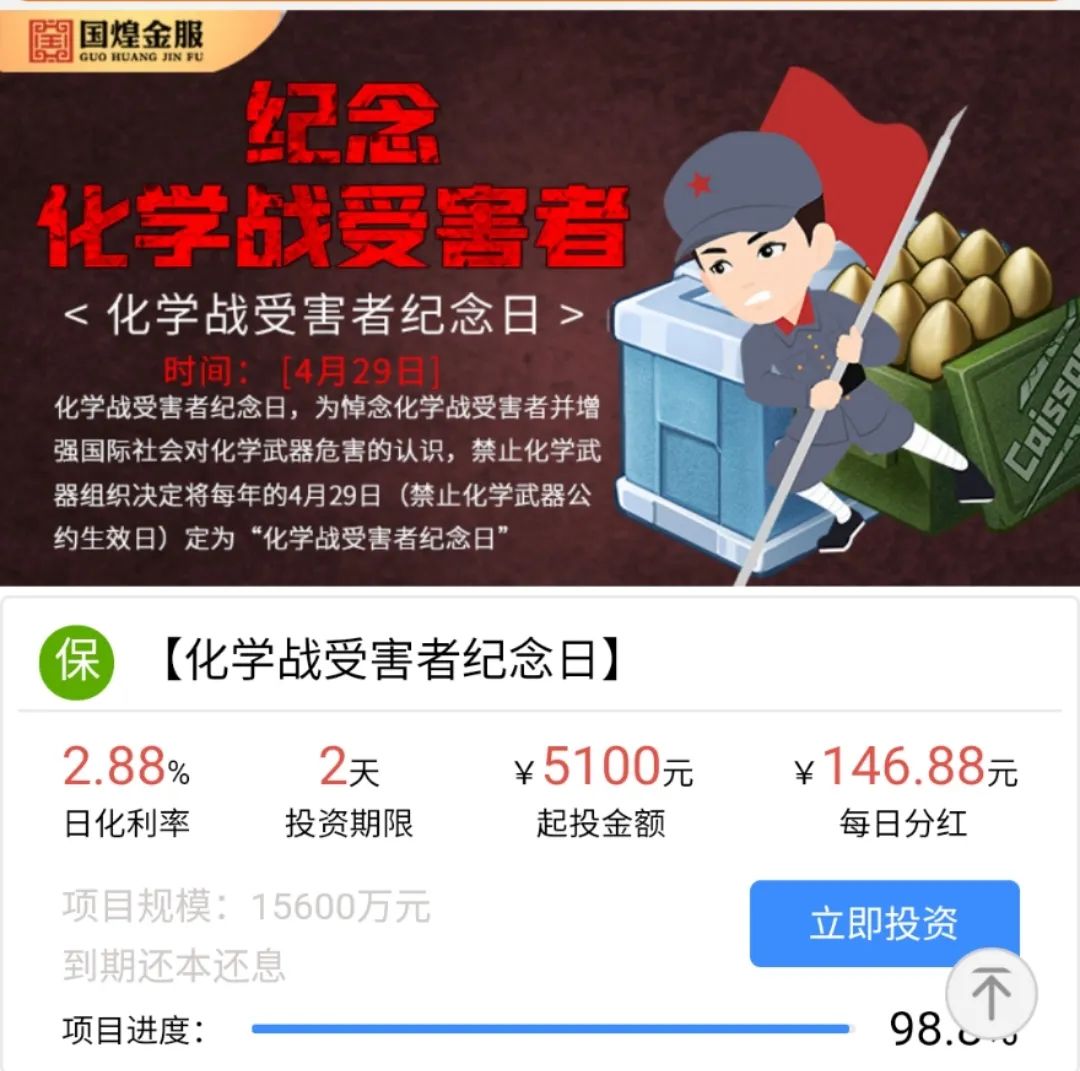 国煌金服
GUO HUANG JIN FU
纪念
化学战受害者
< 化学战受害者纪念日 >
时间：[4月29日]
化学战受害者纪念日，为悼念化学战受害者并增
强国际社会对化学武器危害的认识，禁止化学武
器组织决定将每年的4月29日（禁止化学武器公
约生效日）定为“化学战受害者纪念日”
Caisson
保 【化学战受害者纪念日】
2.88% 2天 ￥5100元 ￥146.88元
日化利率 投资期限 起投金额 每日分红
项目规模：15600万元
立即投资
到期还本还息
项目进度： 98.8%